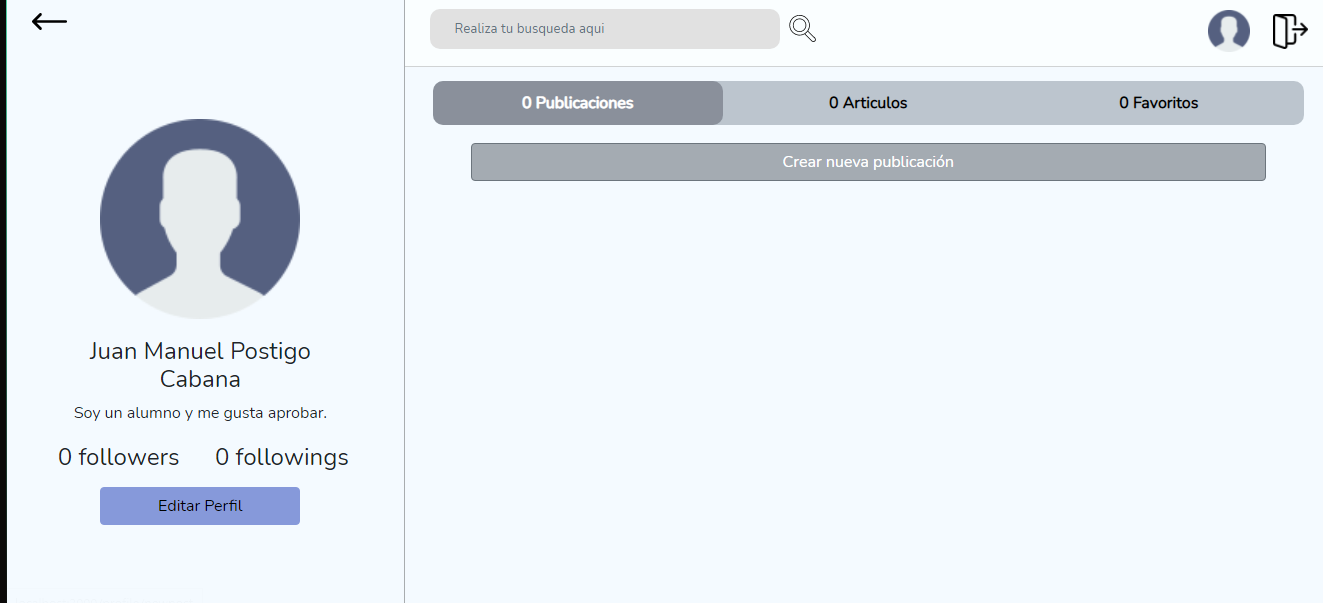 Realiza tu busqueda aqui
0 Publicaciones
0 Articulos
0 Favoritos
Crear nueva publicación
Juan Manuel Postigo
Cabana
Soy un alumno y me gusta aprobar.
0 followers
0 followings
Editar Perfil